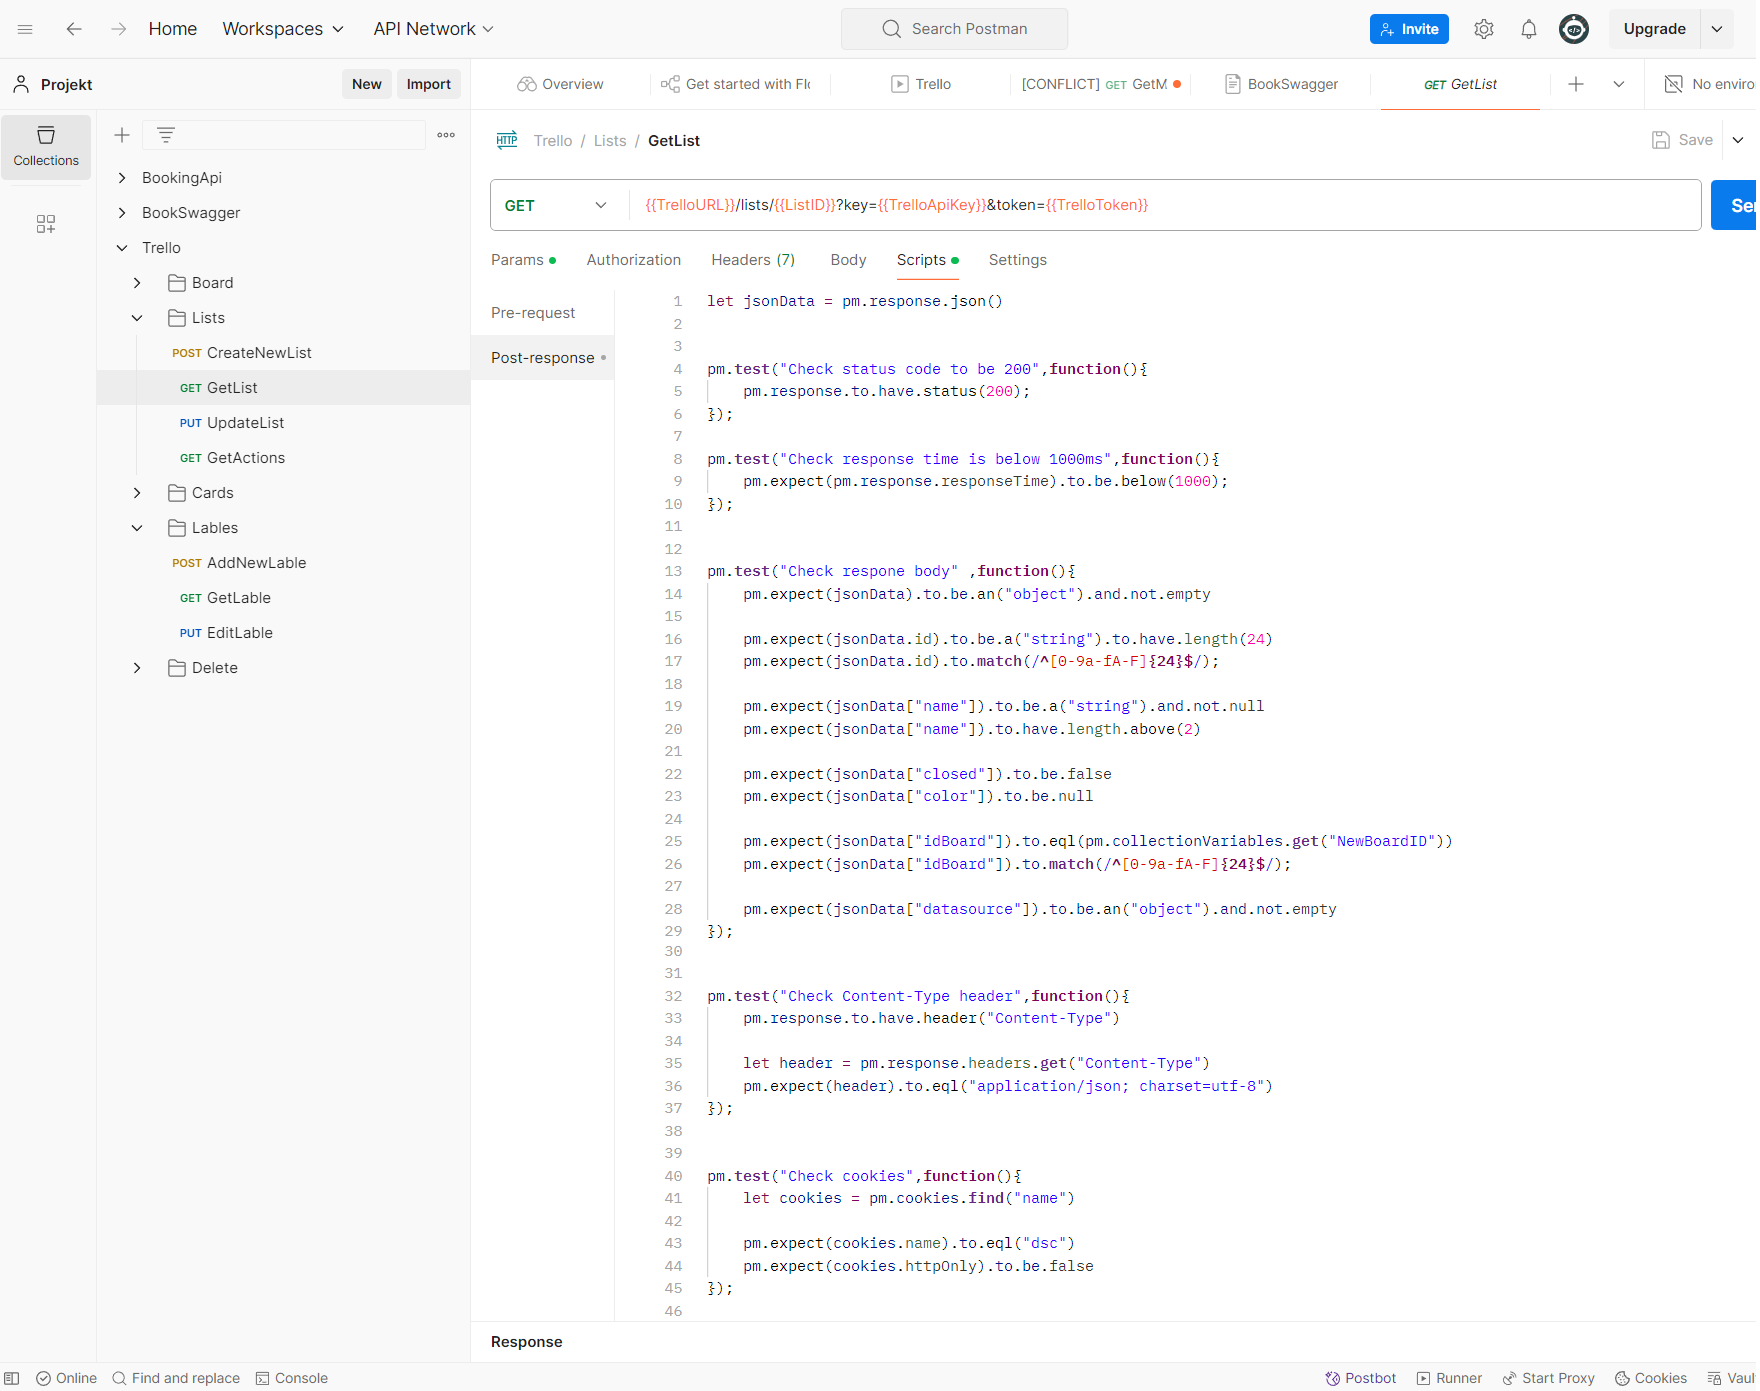 Home Workspaces API Network Search Postman Invite Upgrade
Projekt New Import Overview Get started with Flo Trello [CONFLICT] GET GetM BookSwagger GET GetList No enviro
Collections
BookingApi
BookSwagger
Trello
Board
Lists
POST CreateNewList
GET GetList
PUT UpdateList
GET GetActions
Cards
Lables
POST AddNewLable
GET GetLable
PUT EditLable
Delete
HTTP Trello / Lists / GetList Save
GET {{TrelloURL}}/lists/{{ListID}}?key={{TrelloApiKey}}&token={{TrelloToken}} Sen
Params Authorization Headers (7) Body Scripts Settings
Pre-request
Post-response
1 let jsonData = pm.response.json()
2
3
4 pm.test("Check status code to be 200",function(){
5 pm.response.to.have.status(200);
6 });
7
8 pm.test("Check response time is below 1000ms",function(){
9 pm.expect(pm.response.responseTime).to.be.below(1000);
10 });
11
12
13 pm.test("Check respone body" ,function(){
14 pm.expect(jsonData).to.be.an("object").and.not.empty
15
16 pm.expect(jsonData.id).to.be.a("string").to.have.length(24)
17 pm.expect(jsonData.id).to.match(/^[0-9a-fA-F]{24}$/);
18
19 pm.expect(jsonData["name"]).to.be.a("string").and.not.null
20 pm.expect(jsonData["name"]).to.have.length.above(2)
21
22 pm.expect(jsonData["closed"]).to.be.false
23 pm.expect(jsonData["color"]).to.be.null
24
25 pm.expect(jsonData["idBoard"]).to.eql(pm.collectionVariables.get("NewBoardID"))
26 pm.expect(jsonData["idBoard"]).to.match(/^[0-9a-fA-F]{24}$/);
27
28 pm.expect(jsonData["datasource"]).to.be.an("object").and.not.empty
29 });
30
31
32 pm.test("Check Content-Type header",function(){
33 pm.response.to.have.header("Content-Type")
34
35 let header = pm.response.headers.get("Content-Type")
36 pm.expect(header).to.eql("application/json; charset=utf-8")
37 });
38
39
40 pm.test("Check cookies",function(){
41 let cookies = pm.cookies.find("name")
42
43 pm.expect(cookies.name).to.eql("dsc")
44 pm.expect(cookies.httpOnly).to.be.false
45 });
46
Response
Online Find and replace Console Postbot Runner Start Proxy Cookies Vaul